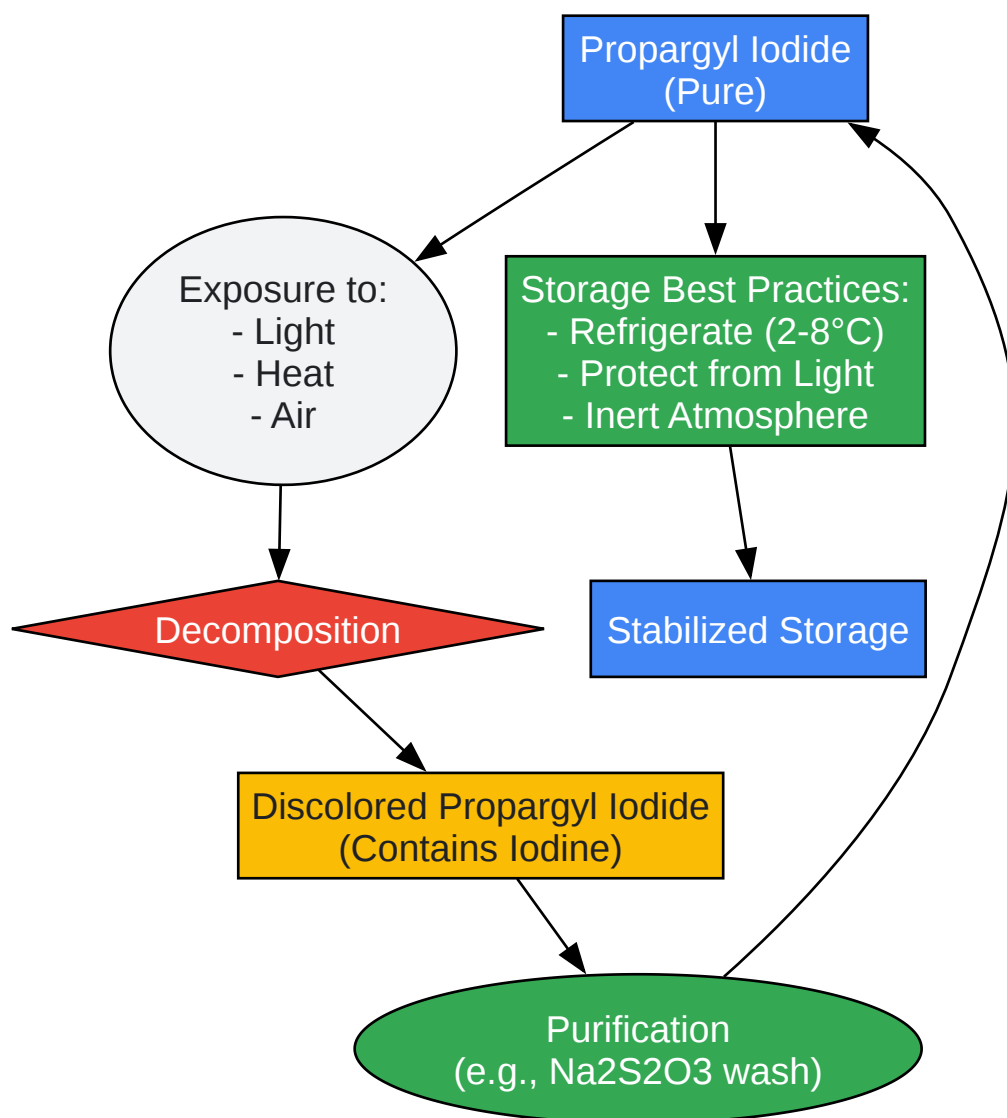 Propargyl Iodide
(Pure)
Exposure to:
- Light
- Heat
- Air
Storage Best Practices:
- Refrigerate (2-8°C)
- Protect from Light
- Inert Atmosphere
Decomposition
Stabilized Storage
Discolored Propargyl Iodide
(Contains Iodine)
Purification
(e.g., Na2S2O3 wash)